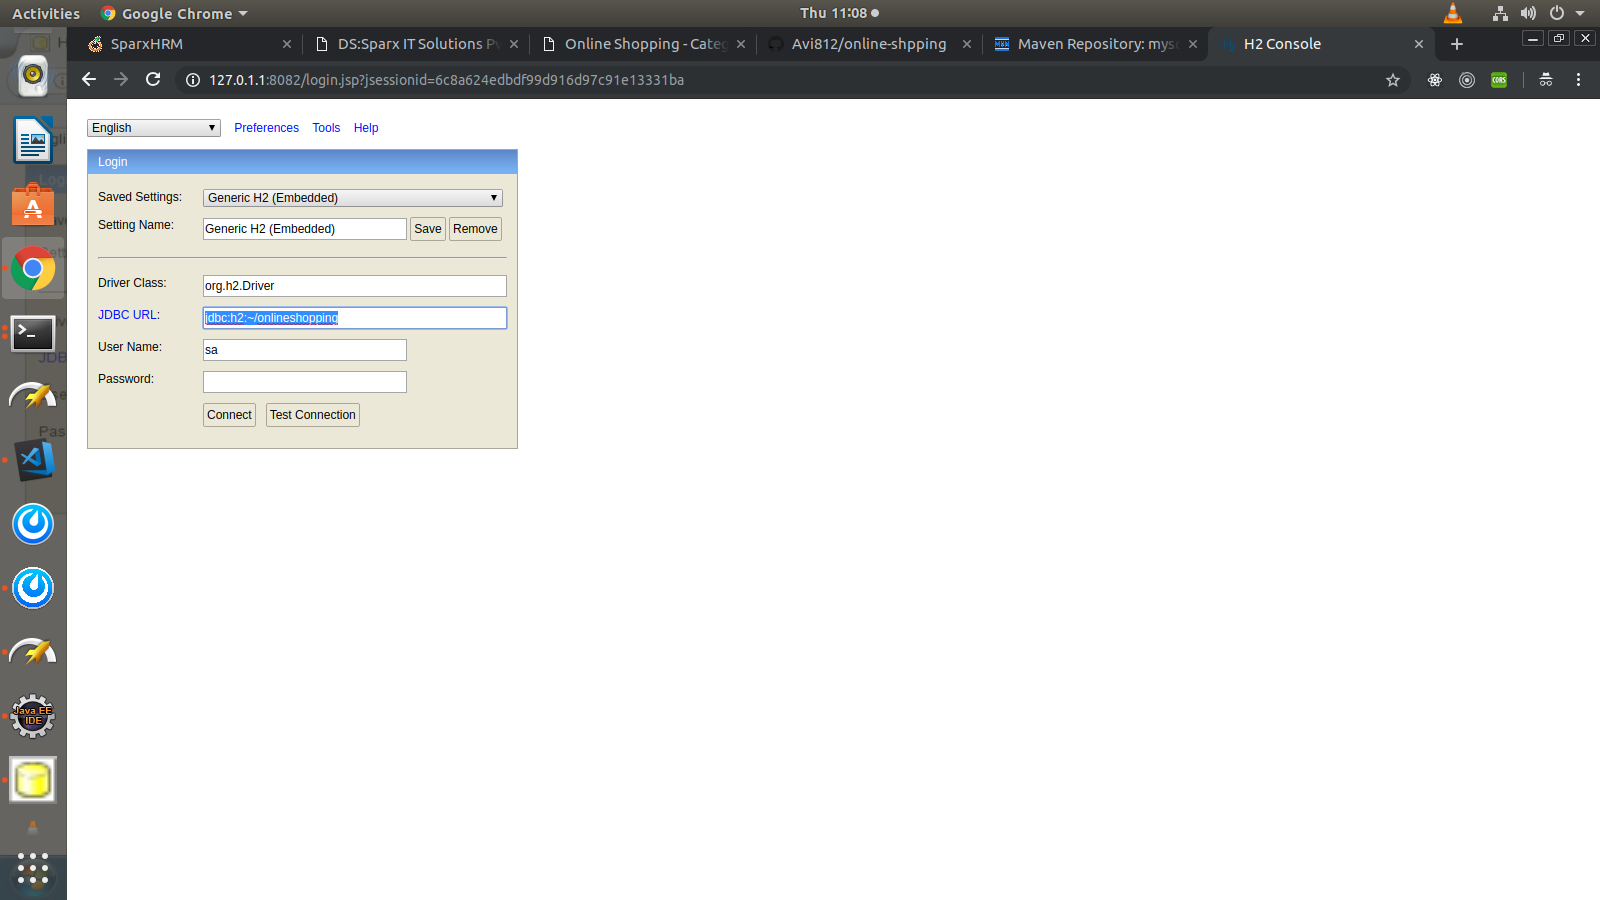 Activities Google Chrome Thu 11:08
SparxHRM DS:Sparx IT Solutions Online Shopping - Categ Avi812/online-shpping Maven Repository: mysq H2 Console
127.0.1.1:8082/login.jsp?jsessionid=6c8a624edbdf99d916d97c91e13331ba
CORS
English Preferences Tools Help
Login
Saved Settings: Generic H2 (Embedded)
Setting Name: Generic H2 (Embedded) Save Remove
Driver Class: org.h2.Driver
JDBC URL: jdbc:h2:~/onlineshopping
User Name: sa
Password:
Connect Test Connection
Java EE
IDE